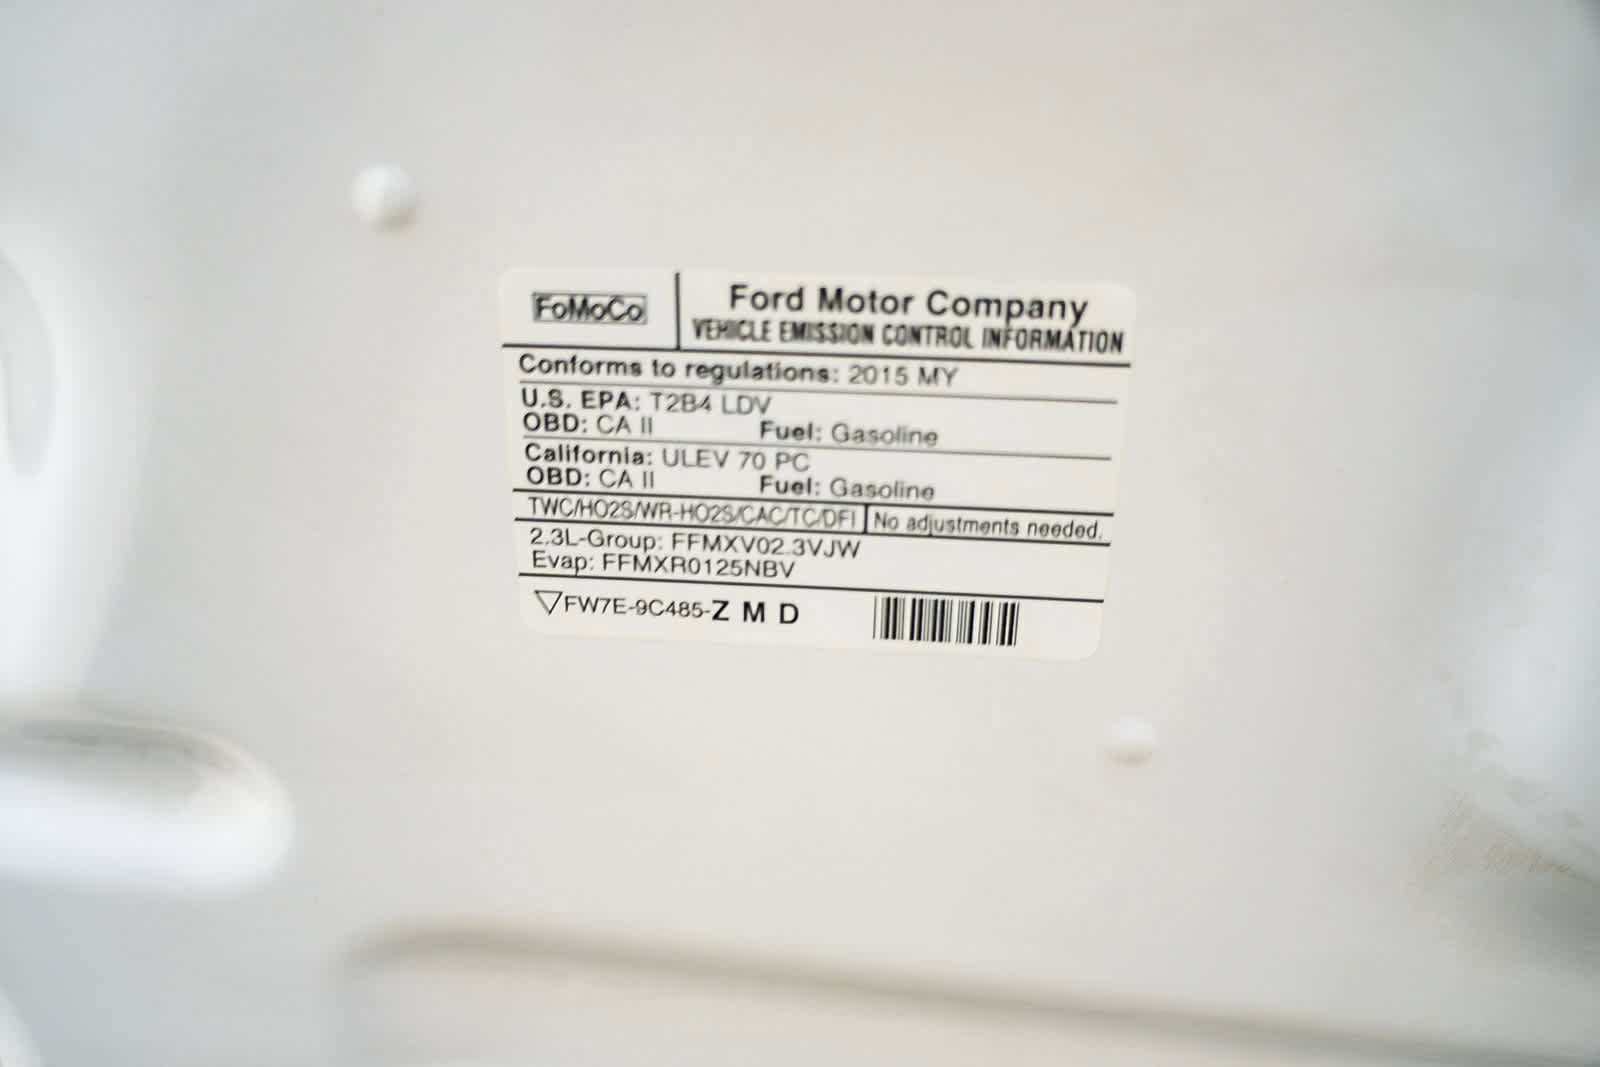 FoMoCo
Ford Motor Company
VEHICLE EMISSION CONTROL INFORMATION
Conforms to regulations: 2015 MY
U.S. EPA: T2B4 LDV
OBD: CA II Fuel: Gasoline
California: ULEV 70 PC
OBD: CA II Fuel: Gasoline
TWC/HO2S/WR-HO2S/CAC/TC/DFI No adjustments needed.
2.3L-Group: FFMXV02.3VJW
Evap: FFMXR0125NBV
▽FW7E-9C485-Z M D